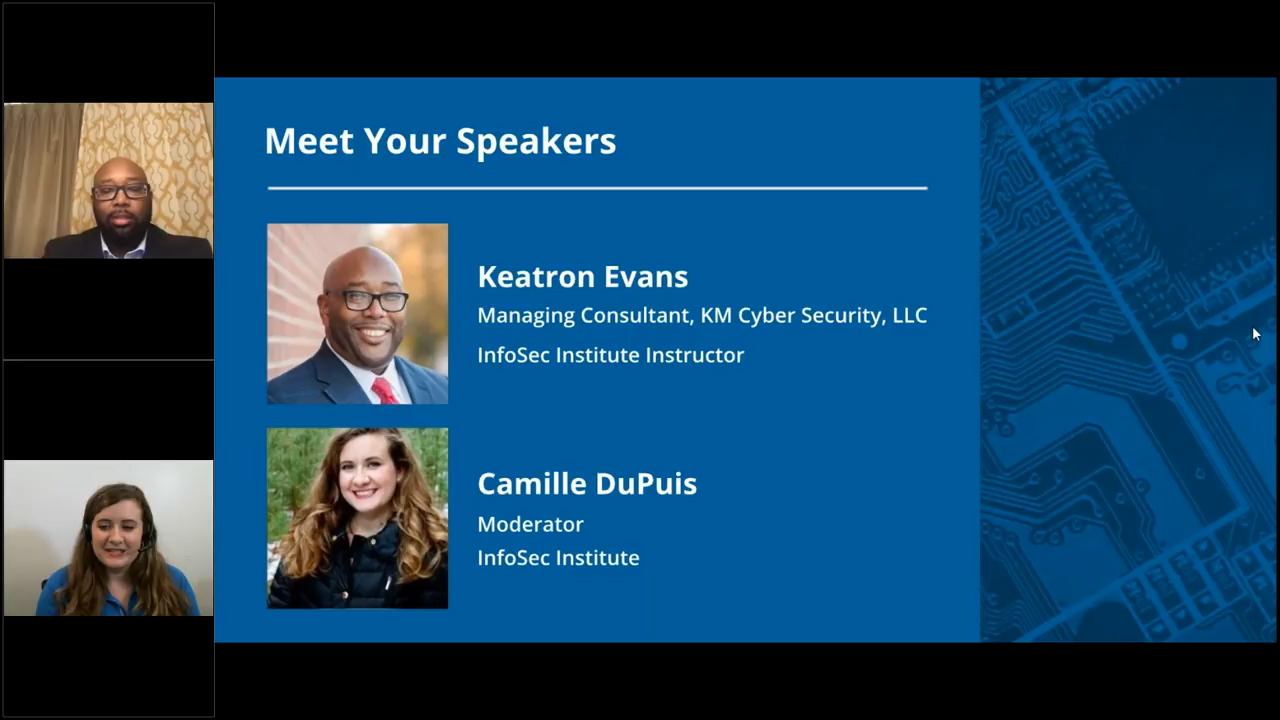 Meet Your Speakers
Keatron Evans
Managing Consultant, KM Cyber Security, LLC
InfoSec Institute Instructor
Camille DuPuis
Moderator
InfoSec Institute